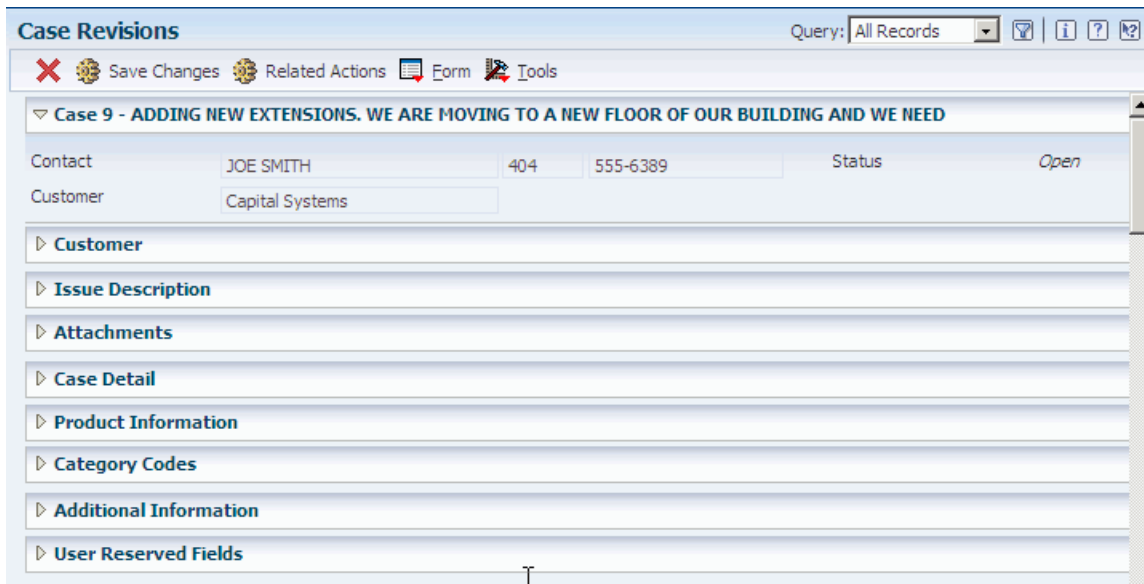 Case Revisions Query: All Records
Save Changes Related Actions Form Tools
Case 9 - ADDING NEW EXTENSIONS. WE ARE MOVING TO A NEW FLOOR OF OUR BUILDING AND WE NEED
Contact JOE SMITH 404 555-6389 Status Open
Customer Capital Systems
Customer
Issue Description
Attachments
Case Detail
Product Information
Category Codes
Additional Information
User Reserved Fields